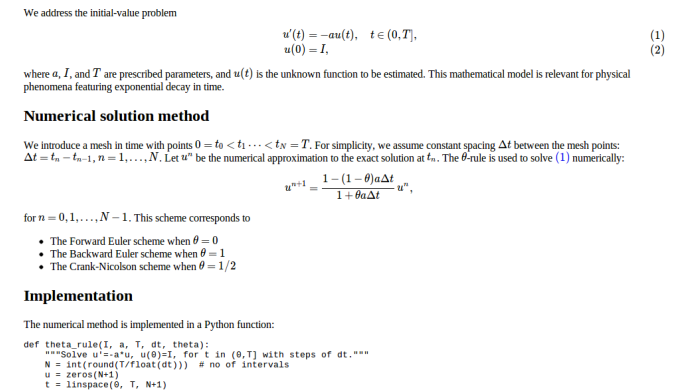 We address the initial-value problem
u′(t) = −au(t), t ∈ (0,T], (1)
u(0) = I, (2)
where a, I, and T are prescribed parameters, and u(t) is the unknown function to be estimated. This mathematical model is relevant for physical
phenomena featuring exponential decay in time.
Numerical solution method
We introduce a mesh in time with points 0 = t₀ < t₁ ⋯ < t_N = T. For simplicity, we assume constant spacing Δt between the mesh points:
Δt = tₙ − tₙ₋₁, n = 1,…,N. Let uⁿ be the numerical approximation to the exact solution at tₙ. The θ-rule is used to solve (1) numerically:
uⁿ⁺¹ = (1 − (1 − θ)aΔt) / (1 + θaΔt) uⁿ,
for n = 0,1,…,N − 1. This scheme corresponds to
• The Forward Euler scheme when θ = 0
• The Backward Euler scheme when θ = 1
• The Crank-Nicolson scheme when θ = 1/2
Implementation
The numerical method is implemented in a Python function:
def theta_rule(I, a, T, dt, theta):
    """Solve u'=-a*u, u(0)=I, for t in (0,T] with steps of dt."""
    N = int(round(T/float(dt)))  # no of intervals
    u = zeros(N+1)
    t = linspace(0, T, N+1)